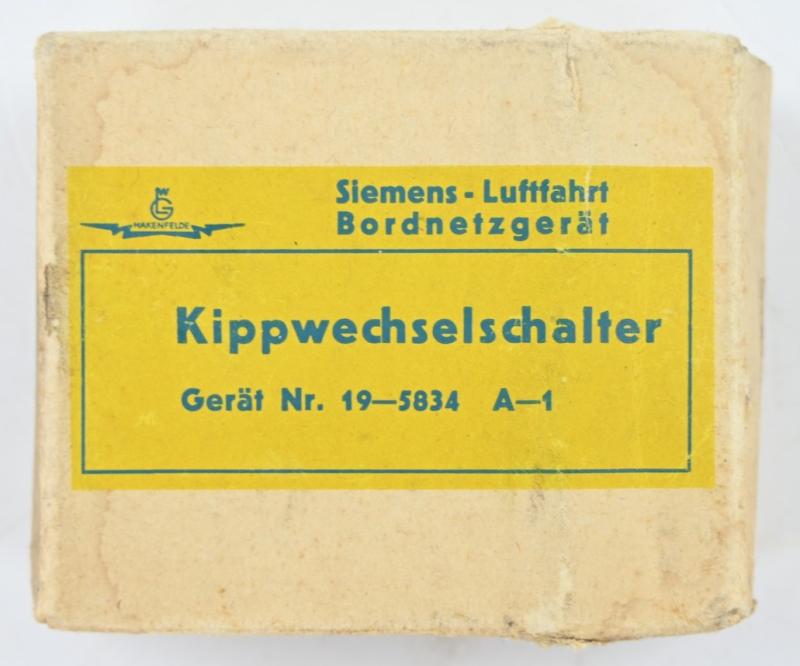 Siemens - Luftfahrt
Bordnetzgerät
HAKENFELDE
Kippwechselschalter
Gerät Nr. 19—5834 A—1